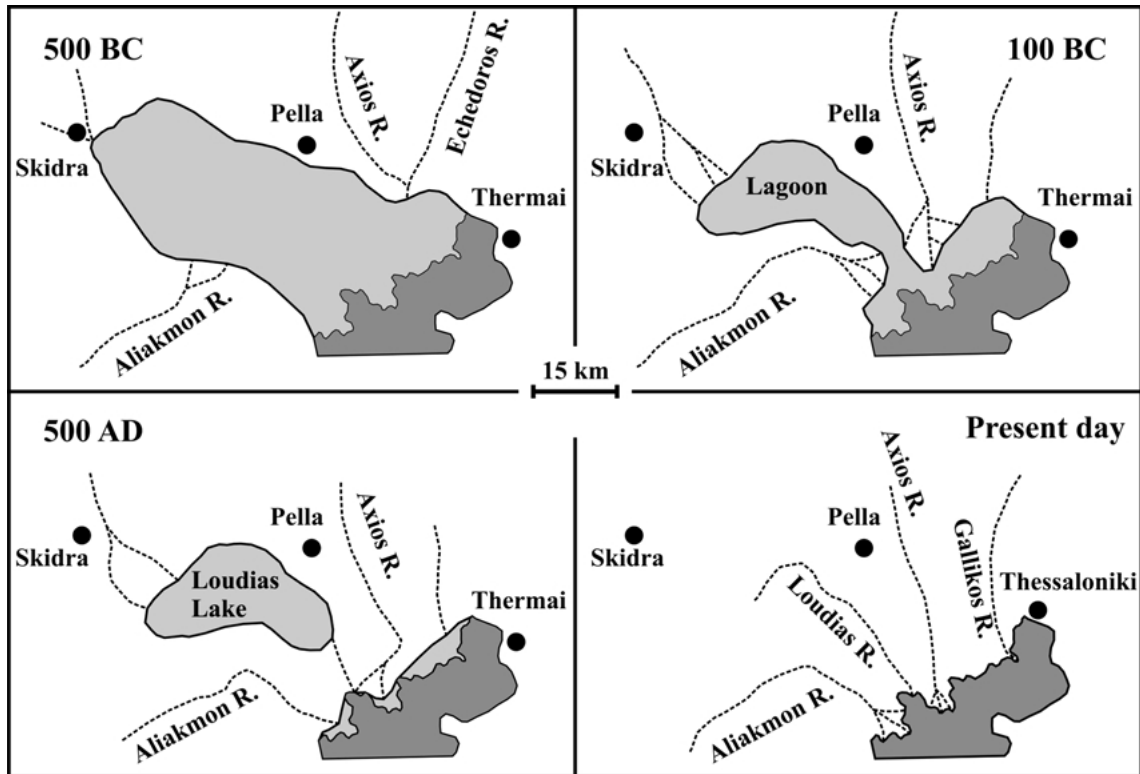 500 BC
Pella
Skidra
Axios R.
Echedoros R.
Thermai
Aliakmon R.
100 BC
Pella
Skidra
Axios R.
Lagoon
Thermai
Aliakmon R.
15 km
500 AD
Pella
Skidra
Axios R.
Loudias
Lake
Thermai
Aliakmon R.
Present day
Pella
Skidra
Axios R.
Gallikos R.
Loudias R.
Thessaloniki
Aliakmon R.